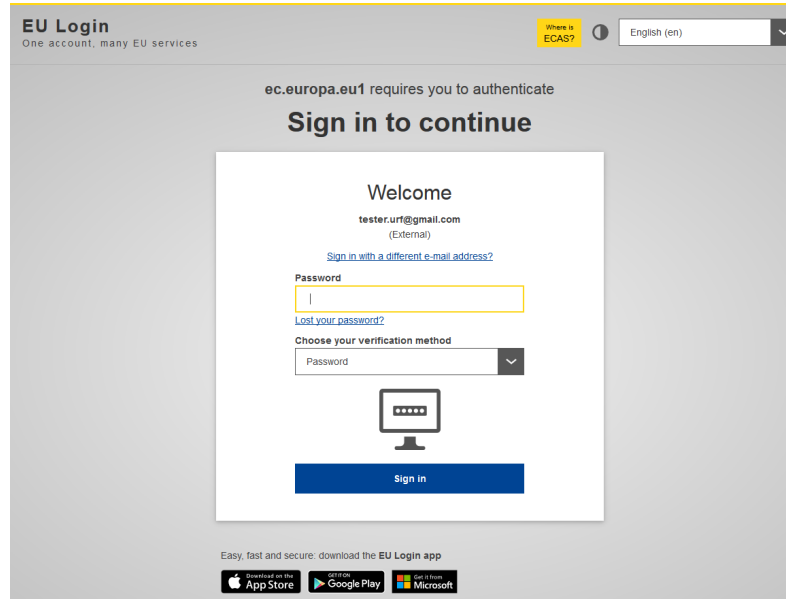 EU Login
One account, many EU services
Where is
ECAS?
English (en)
ec.europa.eu1 requires you to authenticate
Sign in to continue
Welcome
tester.urf@gmail.com
(External)
Sign in with a different e-mail address?
Password
Lost your password?
Choose your verification method
Password
Sign in
Easy, fast and secure: download the EU Login app
Download on the
App Store
GET IT ON
Google Play
Get it from
Microsoft